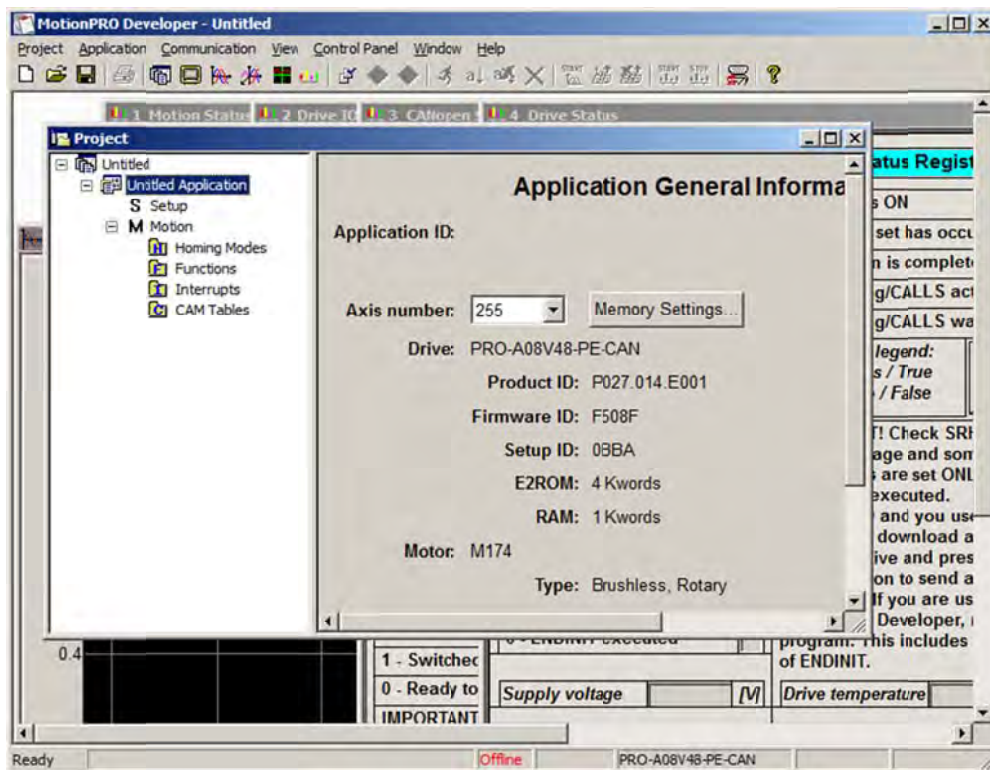 MotionPRO Developer - Untitled
Project Application Communication View Control Panel Window Help
1 Motion Status 2 Drive IO 3 CANopen 4 Drive Status
Project
Untitled
Untitled Application
S Setup
M Motion
Homing Modes
Functions
Interrupts
CAM Tables
Application General Informa
Application ID:
Axis number: 255 Memory Settings...
Drive: PRO-A08V48-PE-CAN
Product ID: P027.014.E001
Firmware ID: F508F
Setup ID: 0BBA
E2ROM: 4 Kwords
RAM: 1 Kwords
Motor: M174
Type: Brushless, Rotary
atus Regist
s ON
set has occu
n is complet
g/CALLS act
g/CALLS wa
legend:
s / True
/ False
T! Check SRH
age and som
are set ONL
executed.
and you use
download a
ive and pres
on to send a
If you are us
Developer,
program. This includes
of ENDINIT.
0.4
0 - ENDINIT executed
1 - Switchec
0 - Ready to
IMPORTANT
Supply voltage [V]
Drive temperature
Ready Offline PRO-A08V48-PE-CAN